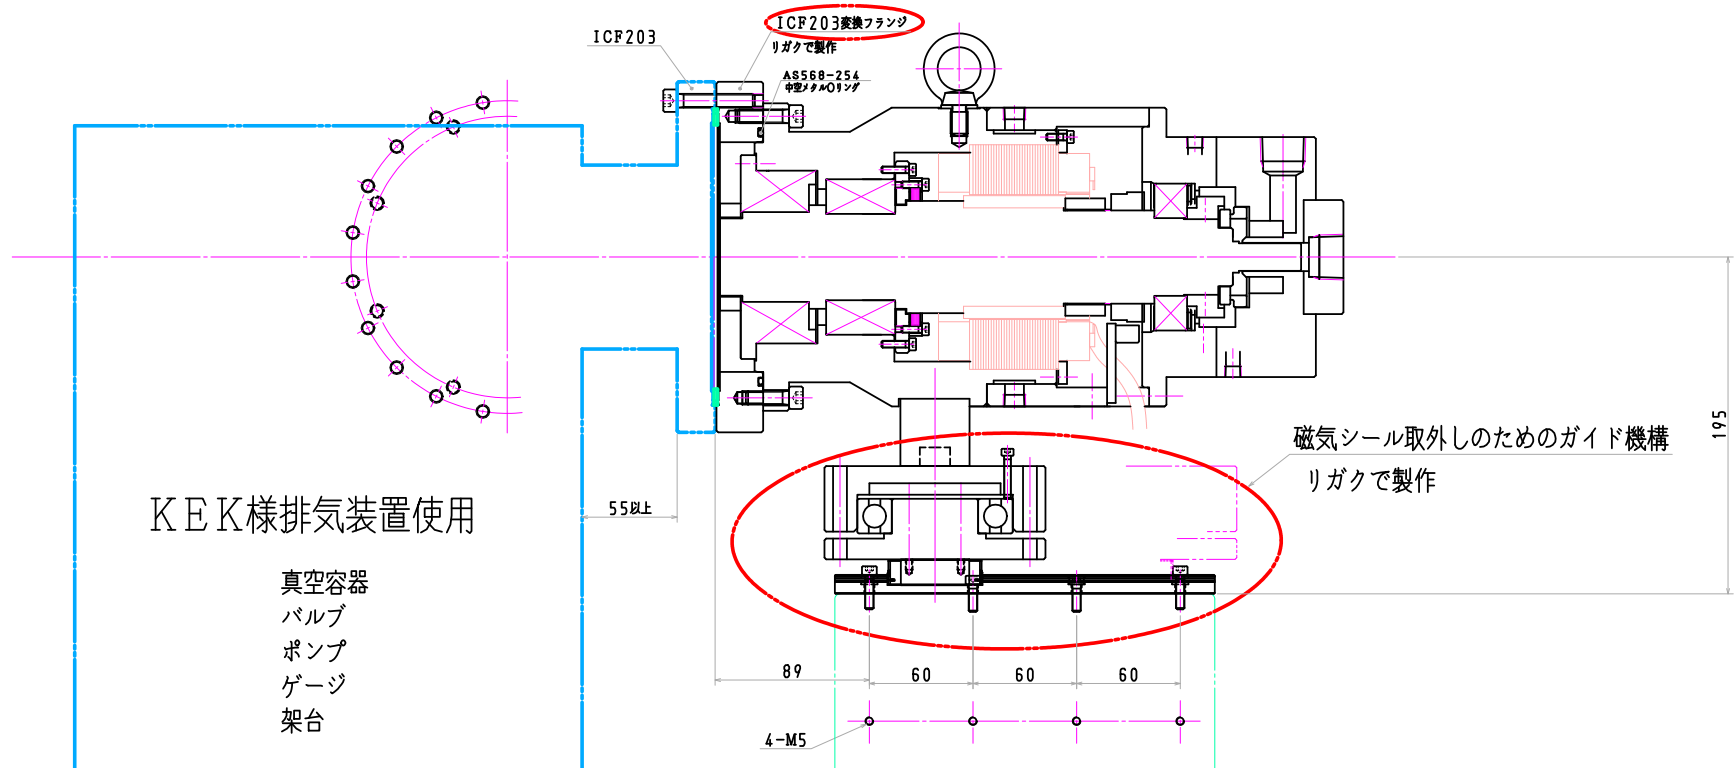 ICF203変換フランジ
ICF203
リガクで製作
AS568-254
中空メタルOリング
195
磁気シール取外しのためのガイド機構
リガクで製作
KEK様排気装置使用
55以上
真空容器
バルブ
ポンプ
ゲージ
架台
89
60
60
60
4-M5